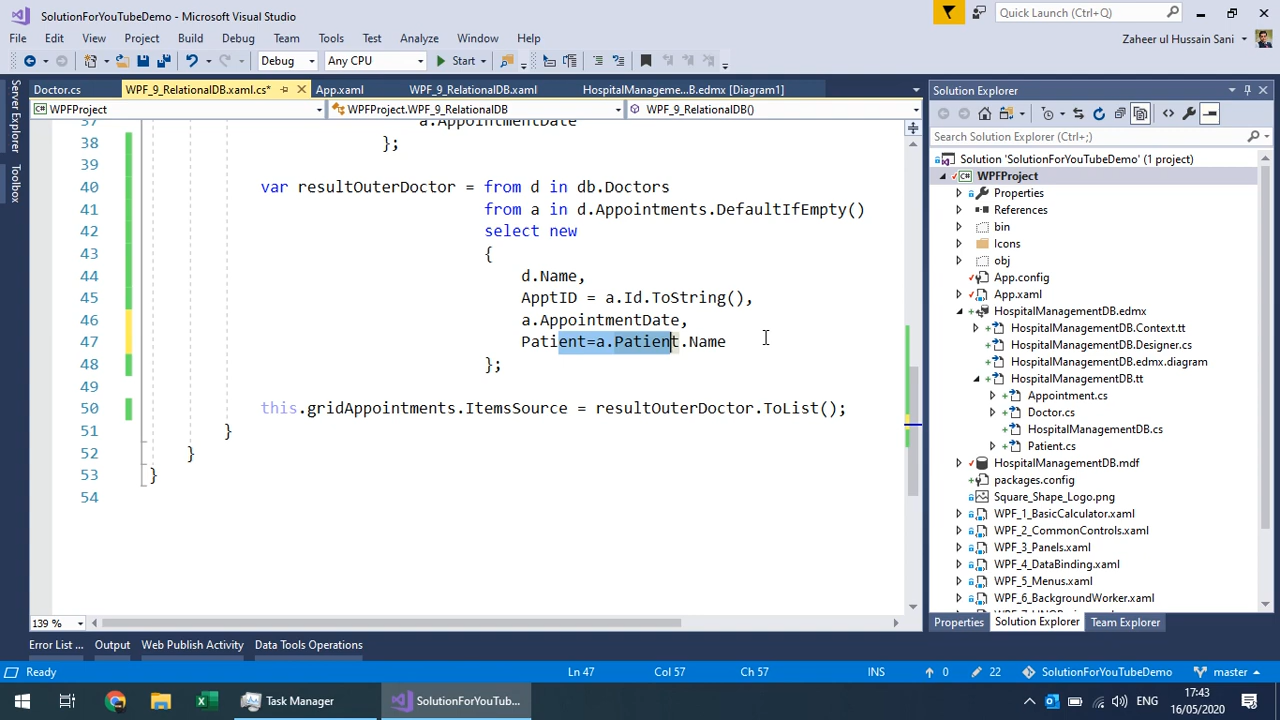 SolutionForYouTubeDemo - Microsoft Visual Studio
Quick Launch (Ctrl+Q)
File Edit View Project Build Debug Team Tools Test Analyze Window Help
Zaheer ul Hussain Sani
Debug Any CPU Start
Server Explorer
Toolbox
Doctor.cs WPF_9_RelationalDB.xaml.cs* App.xaml WPF_9_RelationalDB.xaml HospitalManageme...B.edmx [Diagram1]
WPFProject WPFProject.WPF_9_RelationalDB WPF_9_RelationalDB()
37 a.AppointmentDate
38 };
39
40 var resultOuterDoctor = from d in db.Doctors
41 from a in d.Appointments.DefaultIfEmpty()
42 select new
43 {
44 d.Name,
45 ApptID = a.Id.ToString(),
46 a.AppointmentDate,
47 Patient=a.Patient.Name
48 };
49
50 this.gridAppointments.ItemsSource = resultOuterDoctor.ToList();
51 }
52 }
53 }
54
139 %
Solution Explorer
Search Solution Explorer (Ctrl+;)
Solution 'SolutionForYouTubeDemo' (1 project)
WPFProject
Properties
References
bin
Icons
obj
App.config
App.xaml
HospitalManagementDB.edmx
HospitalManagementDB.Context.tt
HospitalManagementDB.Designer.cs
HospitalManagementDB.edmx.diagram
HospitalManagementDB.tt
Appointment.cs
Doctor.cs
HospitalManagementDB.cs
Patient.cs
HospitalManagementDB.mdf
packages.config
Square_Shape_Logo.png
WPF_1_BasicCalculator.xaml
WPF_2_CommonControls.xaml
WPF_3_Panels.xaml
WPF_4_DataBinding.xaml
WPF_5_Menus.xaml
WPF_6_BackgroundWorker.xaml
Properties Solution Explorer Team Explorer
Error List ... Output Web Publish Activity Data Tools Operations
Ready Ln 47 Col 57 Ch 57 INS 0 22 SolutionForYouTubeDemo master
Task Manager SolutionForYouTub... ENG 17:43
16/05/2020